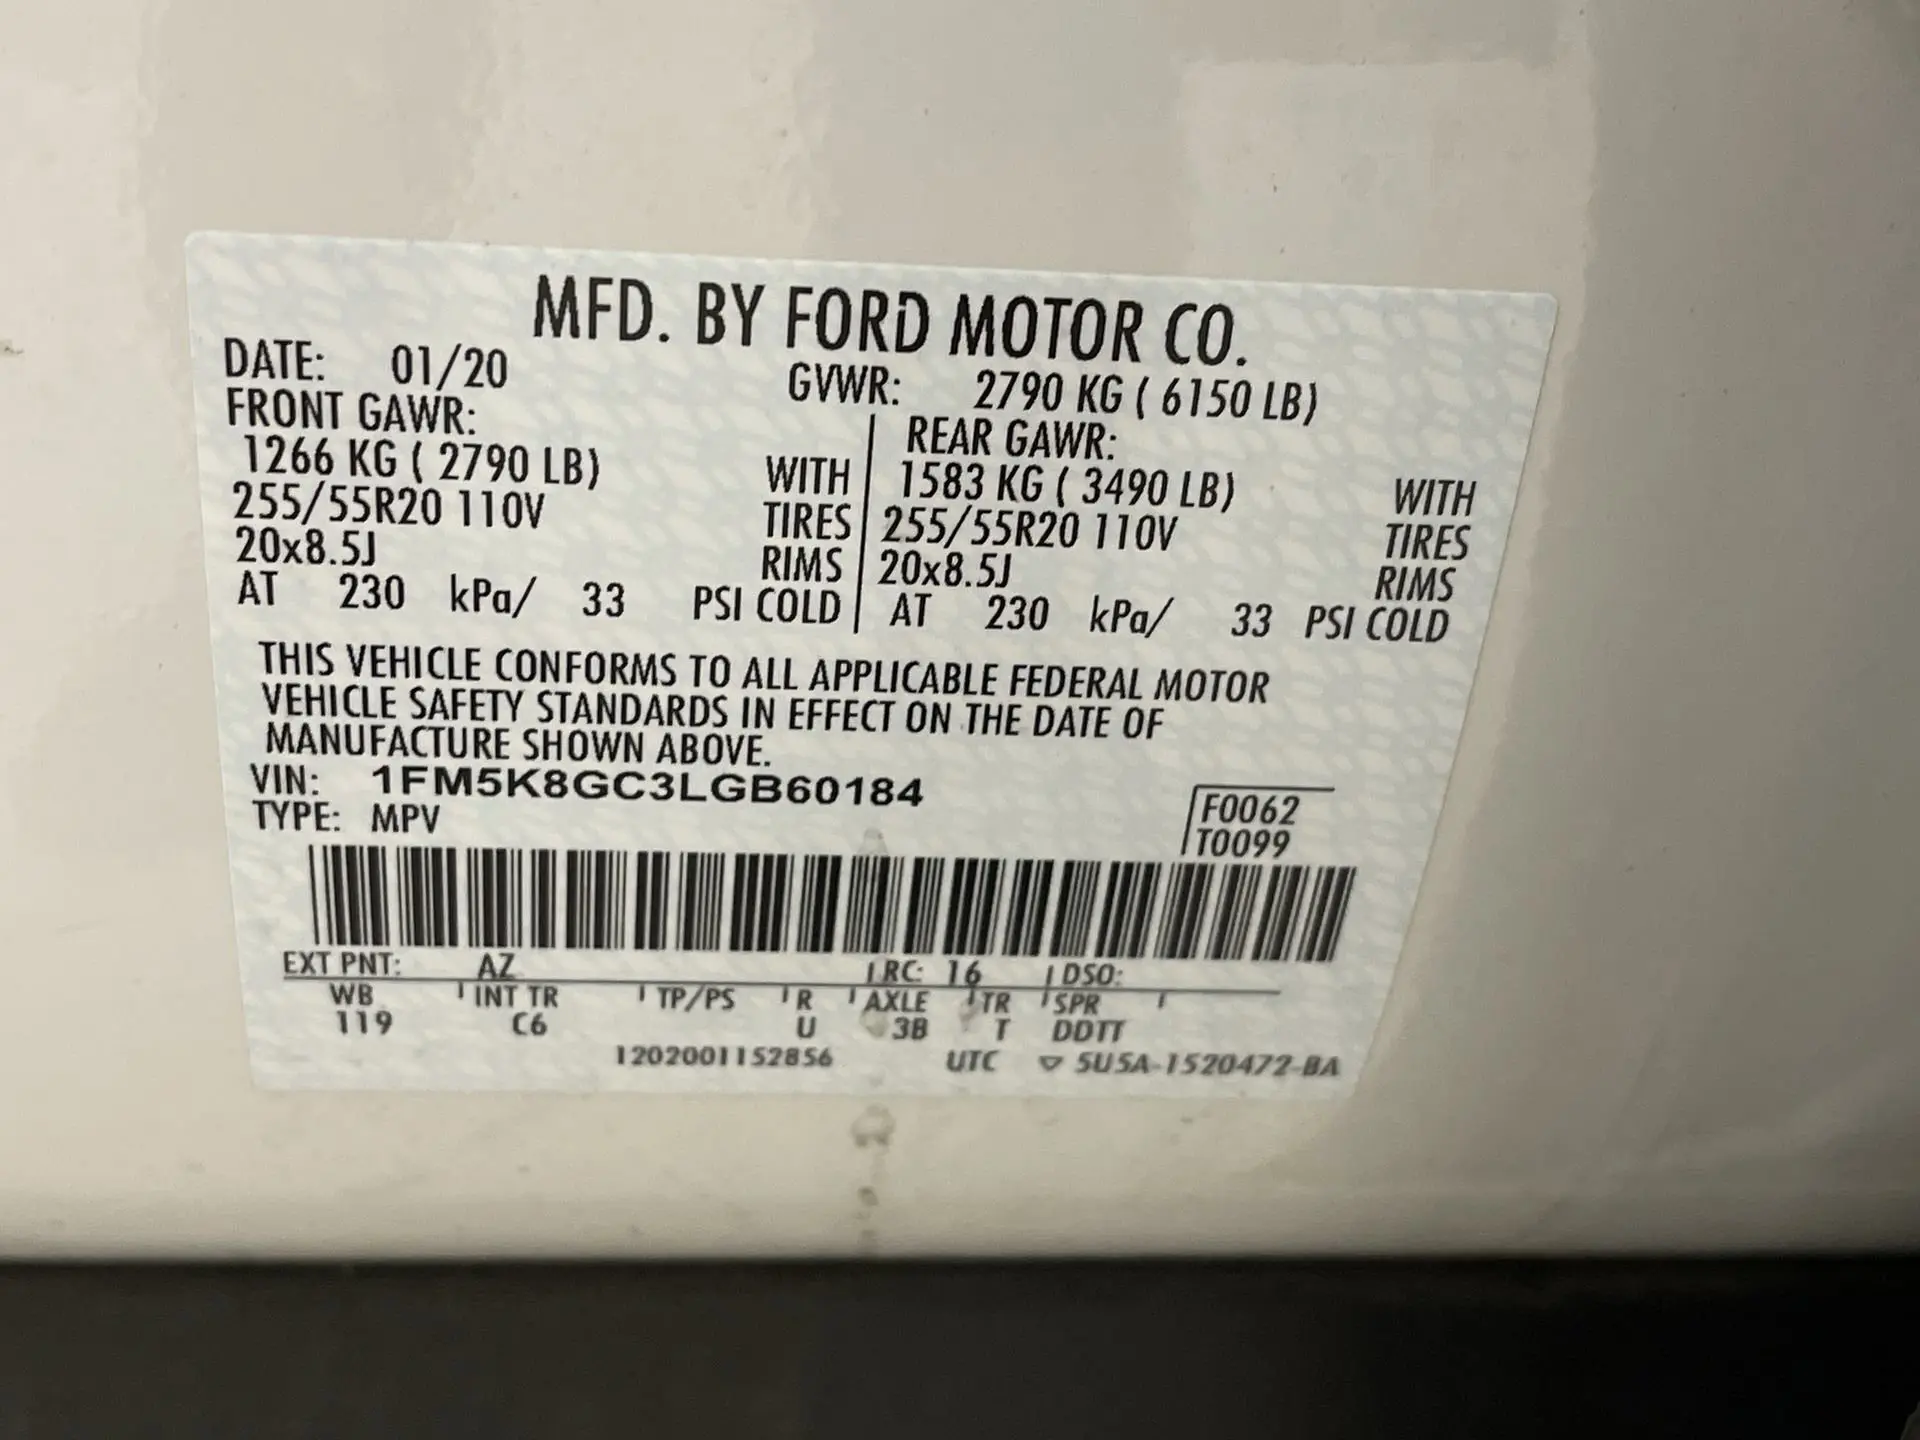 MFD. BY FORD MOTOR CO.
DATE: 01/20 GVWR: 2790 KG ( 6150 LB)
FRONT GAWR: REAR GAWR:
1266 KG ( 2790 LB) WITH 1583 KG ( 3490 LB) WITH
255/55R20 110V TIRES 255/55R20 110V TIRES
20x8.5J RIMS 20x8.5J RIMS
AT 230 kPa/ 33 PSI COLD AT 230 kPa/ 33 PSI COLD
THIS VEHICLE CONFORMS TO ALL APPLICABLE FEDERAL MOTOR
VEHICLE SAFETY STANDARDS IN EFFECT ON THE DATE OF
MANUFACTURE SHOWN ABOVE.
VIN: 1FM5K8GC3LGB60184
TYPE: MPV
F0062
T0099
EXT PNT: AZ RC: 16 DSO:
WB INT TR TP/PS R AXLE TR SPR
119 C6 U 3B T DDTT
1202001152856 UTC ▽ 5U5A-1520472-BA